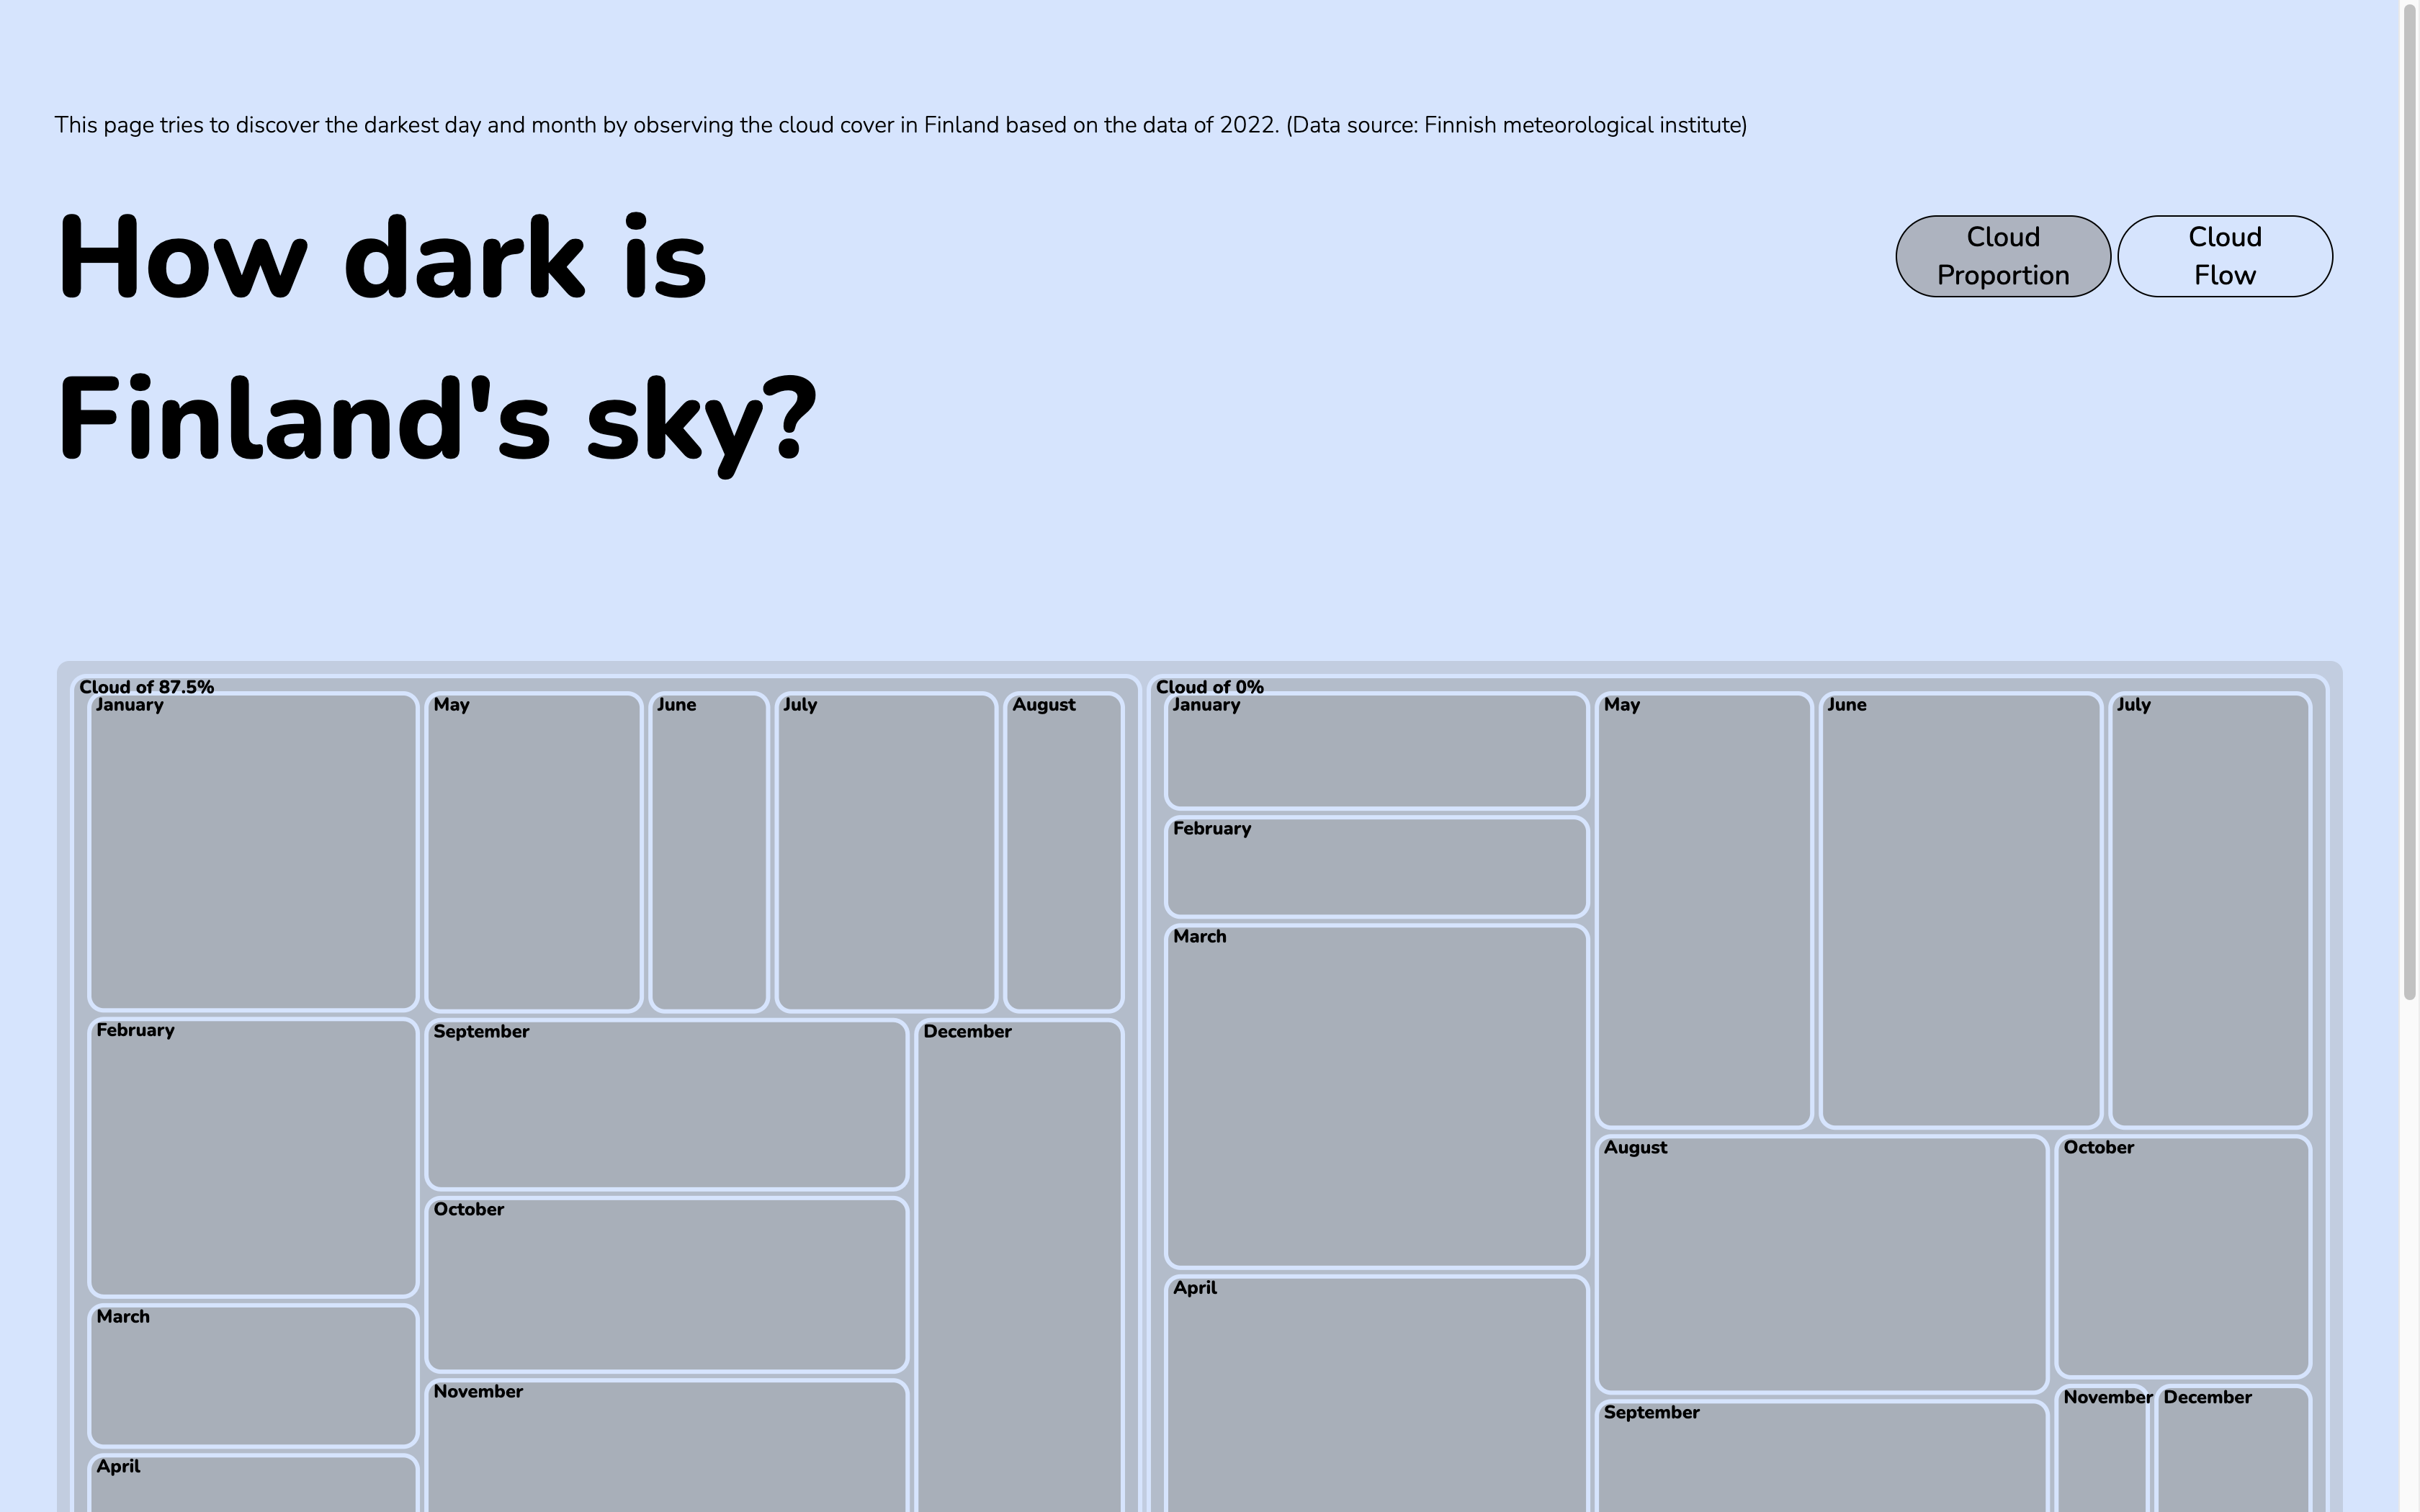 This page tries to discover the darkest day and month by observing the cloud cover in Finland based on the data of 2022. (Data source: Finnish meteorological institute)
How dark is
Finland's sky?
Cloud
Proportion
Cloud
Flow
Cloud of 87.5%
January
May
June
July
August
February
September
December
October
March
November
April
Cloud of 0%
January
May
June
July
February
March
August
October
April
November
December
September